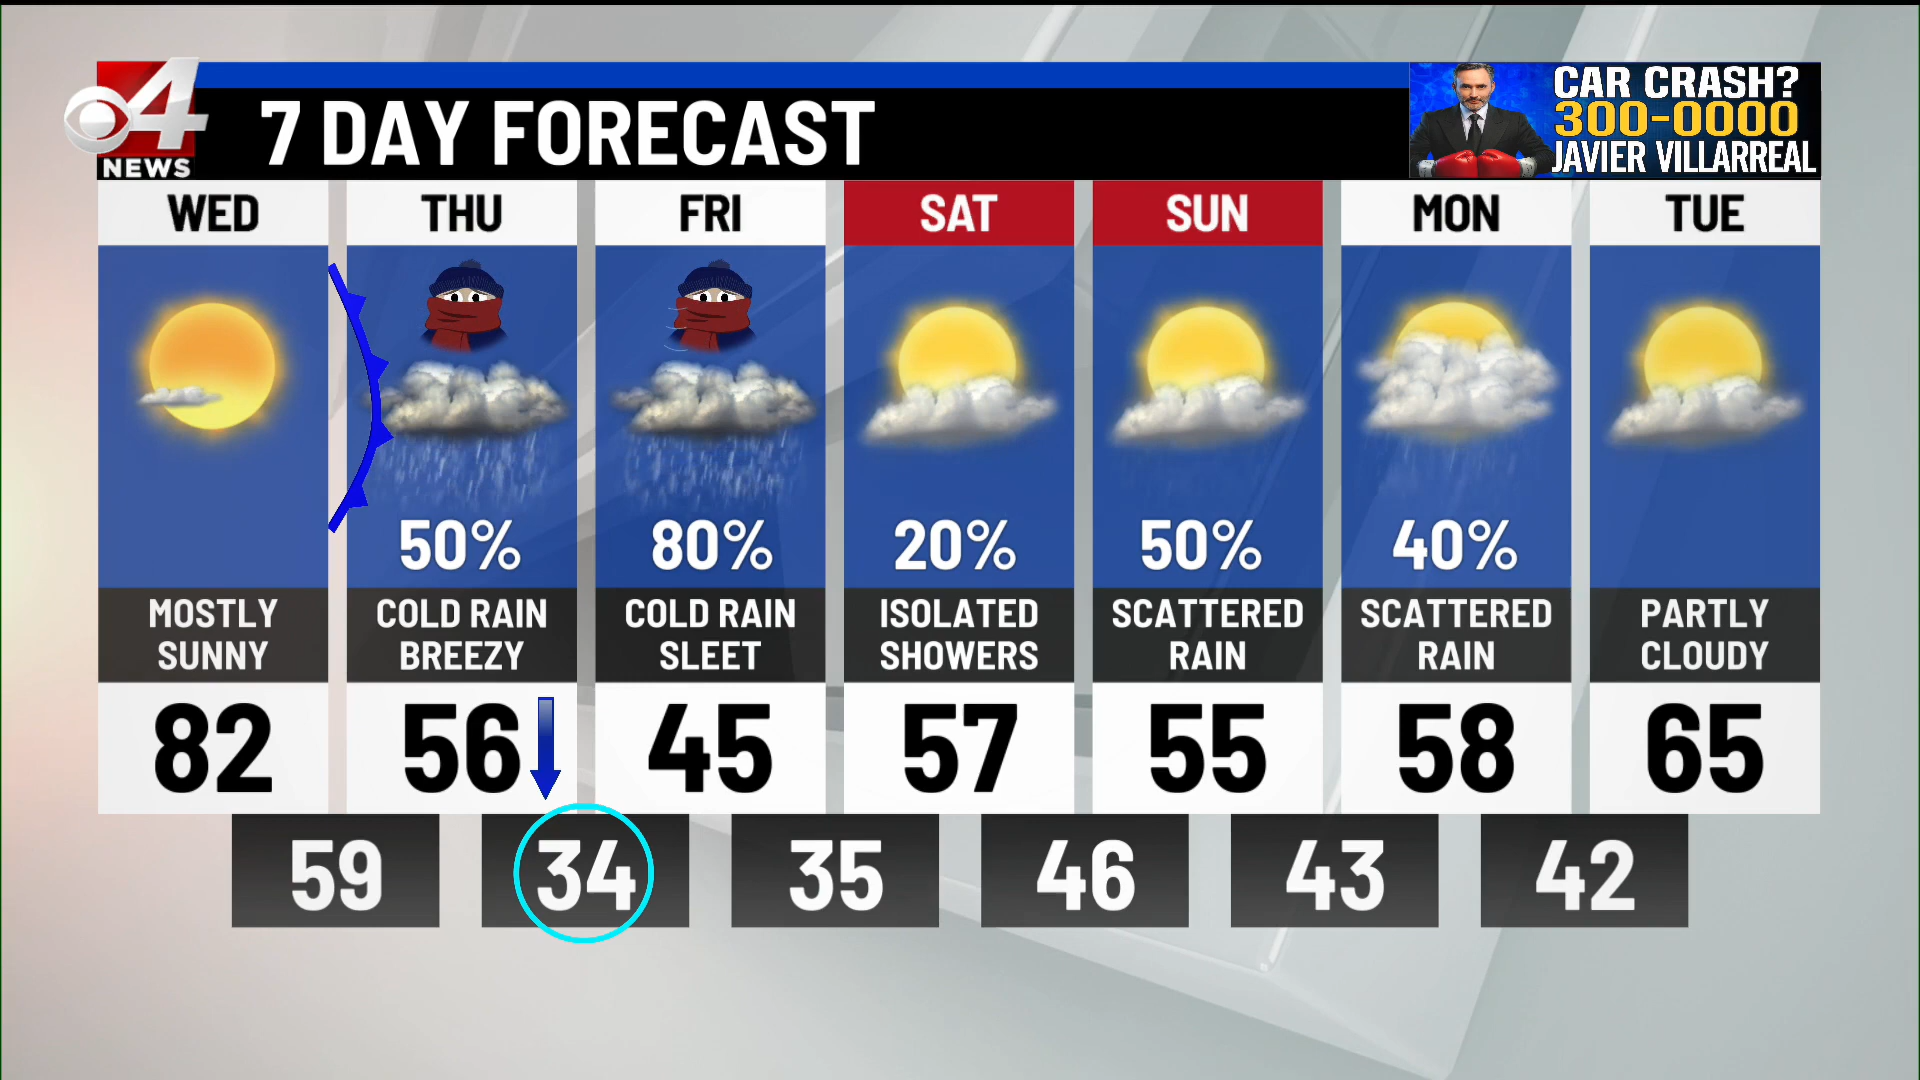 4
NEWS
7 DAY FORECAST
CAR CRASH?
300-0000
JAVIER VILLARREAL
WED
THU
FRI
SAT
SUN
MON
TUE
50%
80%
20%
50%
40%
MOSTLY
SUNNY
COLD RAIN
BREEZY
COLD RAIN
SLEET
ISOLATED
SHOWERS
SCATTERED
RAIN
SCATTERED
RAIN
PARTLY
CLOUDY
82
56
45
57
55
58
65
59
34
35
46
43
42